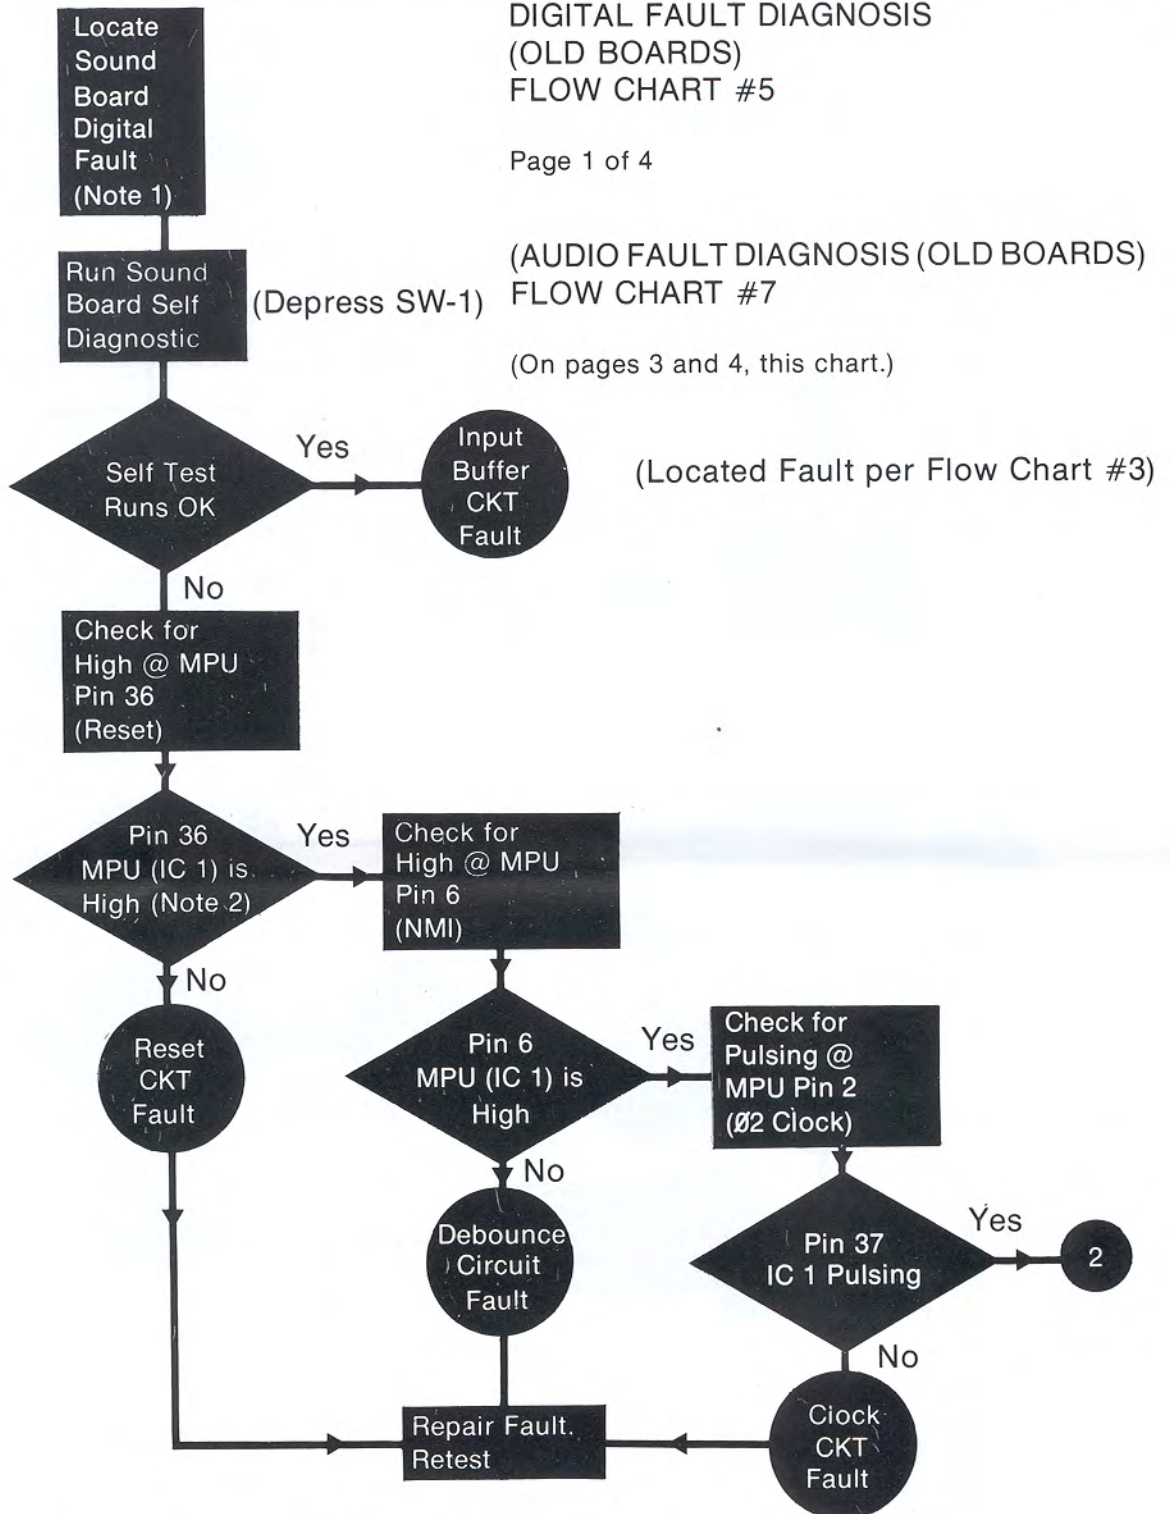 DIGITAL FAULT DIAGNOSIS
(OLD BOARDS)
FLOW CHART #5
Page 1 of 4
Locate
Sound
Board
Digital
Fault
(Note 1)
(AUDIO FAULT DIAGNOSIS (OLD BOARDS)
FLOW CHART #7
(On pages 3 and 4, this chart.)
Run Sound
Board Self
Diagnostic
(Depress SW-1)
Self Test
Runs OK
Yes
Input
Buffer
CKT
Fault
(Located Fault per Flow Chart #3)
No
Check for
High @ MPU
Pin 36
(Reset)
Pin 36
MPU (IC 1) is
High (Note 2)
Yes
Check for
High @ MPU
Pin 6
(NMI)
No
Reset
CKT
Fault
Pin 6
MPU (IC 1) is
High
Yes
Check for
Pulsing @
MPU Pin 2
(Ø2 Clock)
No
Debounce
Circuit
Fault
Pin 37
IC 1 Pulsing
Yes
2
No
Clock
CKT
Fault
Repair Fault.
Retest